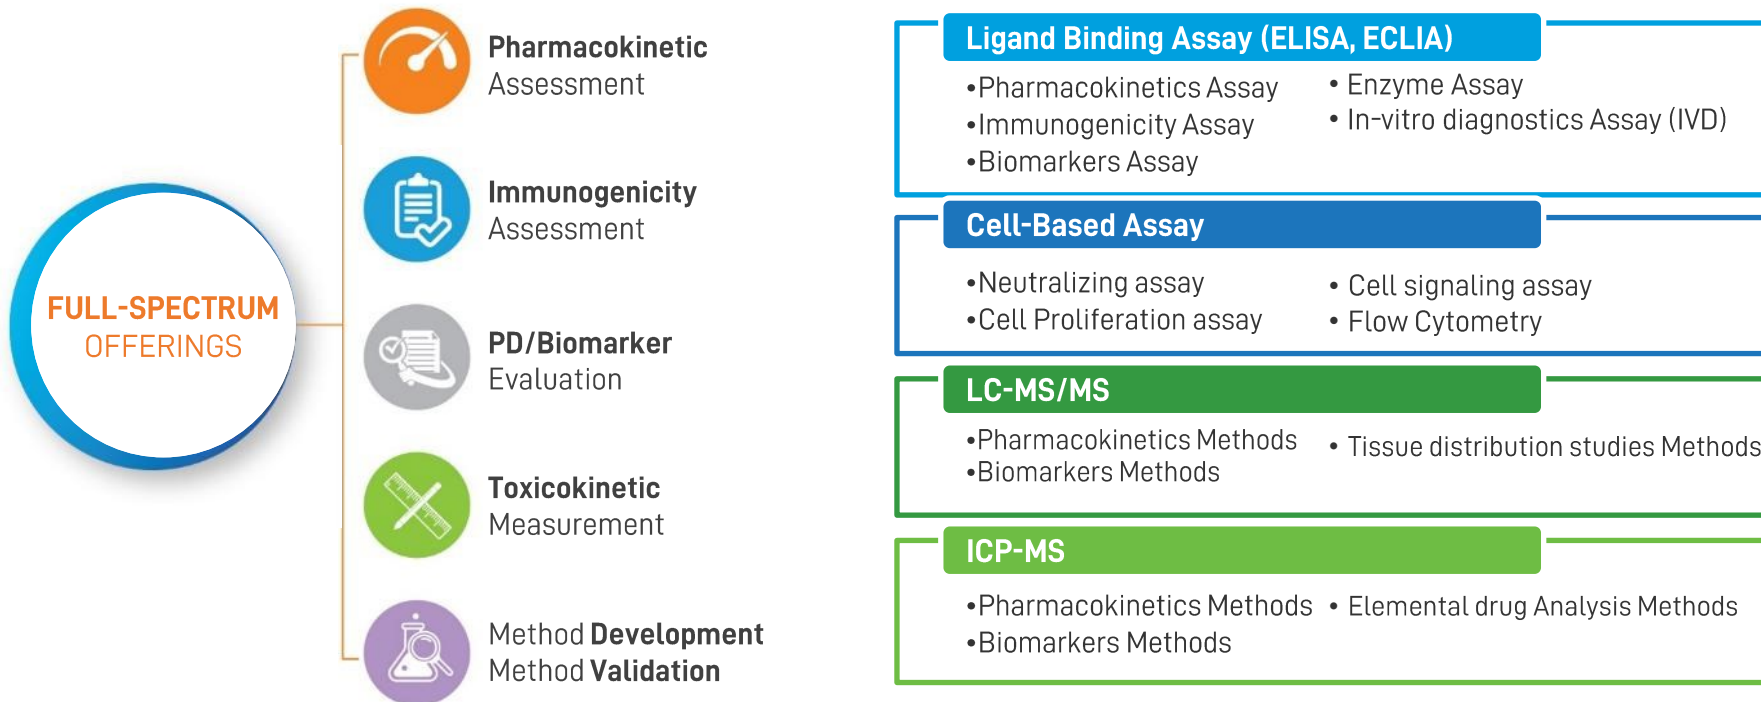 FULL-SPECTRUM
OFFERINGS
Pharmacokinetic
Assessment
Immunogenicity
Assessment
PD/Biomarker
Evaluation
Toxicokinetic
Measurement
Method Development
Method Validation
Ligand Binding Assay (ELISA, ECLIA)
•Pharmacokinetics Assay
•Immunogenicity Assay
•Biomarkers Assay
• Enzyme Assay
• In-vitro diagnostics Assay (IVD)
Cell-Based Assay
•Neutralizing assay
•Cell Proliferation assay
• Cell signaling assay
• Flow Cytometry
LC-MS/MS
•Pharmacokinetics Methods
•Biomarkers Methods
• Tissue distribution studies Methods
ICP-MS
•Pharmacokinetics Methods
•Biomarkers Methods
• Elemental drug Analysis Methods